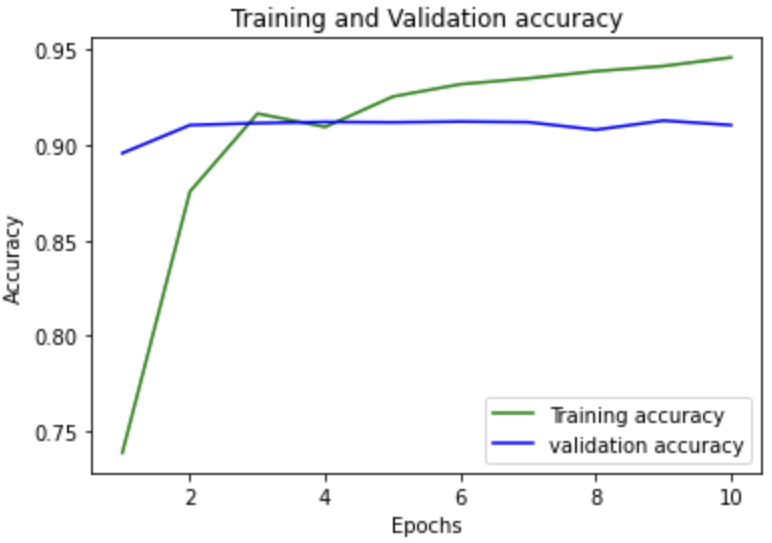 Training and Validation accuracy
0.95
0.90
0.85
0.80
0.75
Accuracy
Training accuracy
validation accuracy
2 4 6 8 10
Epochs